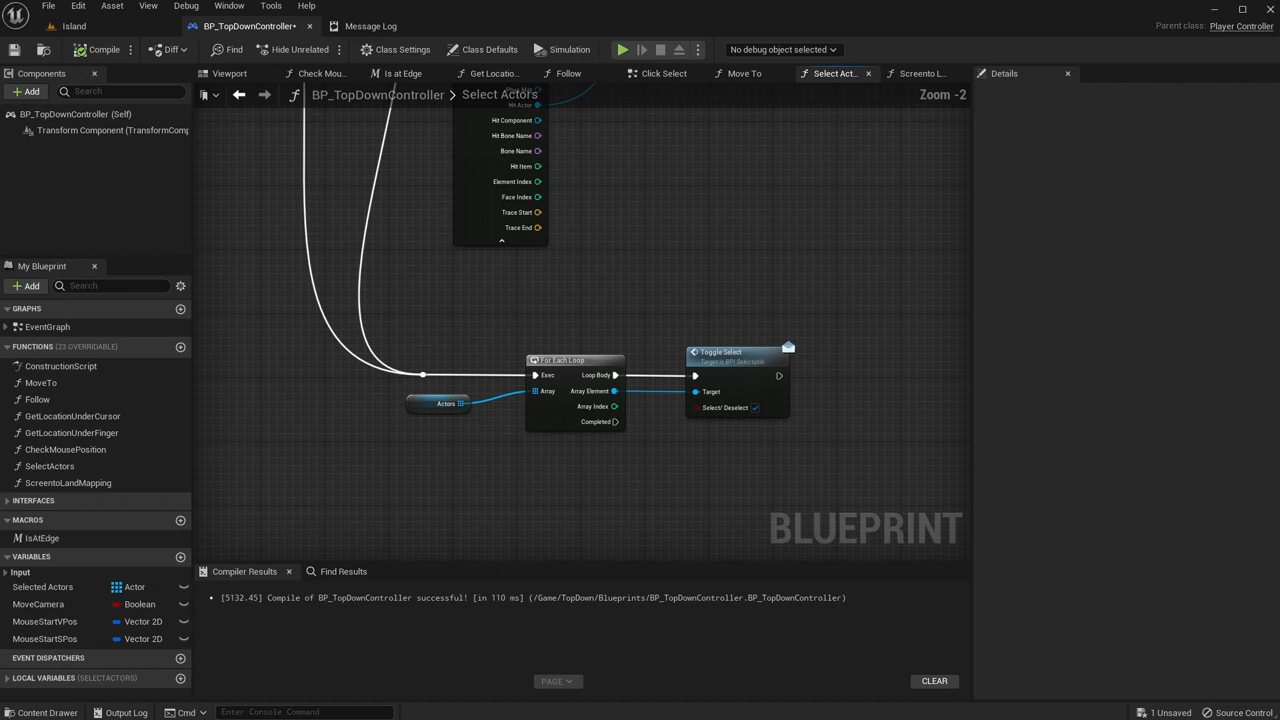 File Edit Asset View Debug Window Tools Help
Island
BP_TopDownController*
Message Log
Parent class: Player Controller
Compile
Diff
Find
Hide Unrelated
Class Settings
Class Defaults
Simulation
No debug object selected
Components
Viewport
Check Mou...
Is at Edge
Get Locatio...
Follow
Click Select
Move To
Select Act...
Screento L...
Details
Add
Search
BP_TopDownController > Select Actors
Zoom -2
BP_TopDownController (Self)
Transform Component (TransformComp
Hit Actor
Hit Component
Hit Bone Name
Bone Name
Hit Item
Element Index
Face Index
Trace Start
Trace End
My Blueprint
Add
Search
GRAPHS
EventGraph
FUNCTIONS (23 OVERRIDABLE)
ConstructionScript
MoveTo
Follow
GetLocationUnderCursor
GetLocationUnderFinger
CheckMousePosition
SelectActors
ScreentoLandMapping
INTERFACES
MACROS
IsAtEdge
VARIABLES
Input
Selected Actors Actor
MoveCamera Boolean
MouseStartVPos Vector 2D
MouseStartSPos Vector 2D
EVENT DISPATCHERS
LOCAL VARIABLES (SELECTACTORS)
Actors
For Each Loop
Exec Loop Body
Array Array Element
Array Index
Completed
Toggle Select
Target is BPI Selectable
Target
Select/ Deselect
BLUEPRINT
Compiler Results
Find Results
[5132.45] Compile of BP_TopDownController successful! [in 110 ms] (/Game/TopDown/Blueprints/BP_TopDownController.BP_TopDownController)
PAGE
CLEAR
Content Drawer
Output Log
Cmd
Enter Console Command
1 Unsaved
Source Control